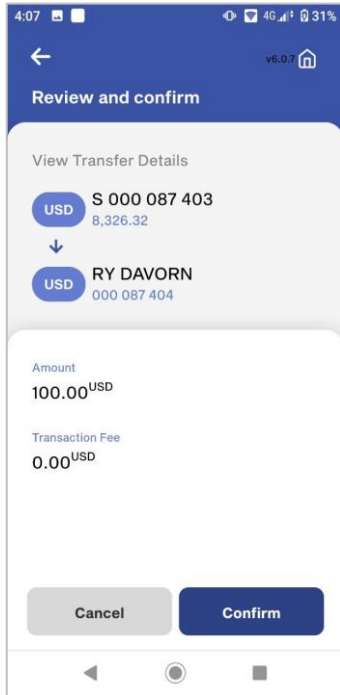 4:07 4G 31%
v6.0.7
Review and confirm
View Transfer Details
USD S 000 087 403
8,326.32
USD RY DAVORN
000 087 404
Amount
100.00USD
Transaction Fee
0.00USD
Cancel Confirm